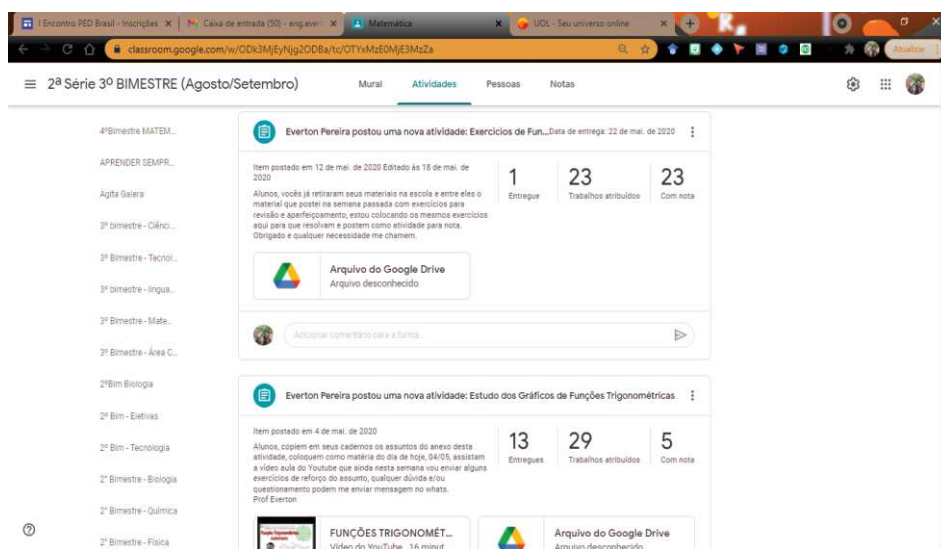 I Encontro PED Brasil - Inscrições
Caixa de entrada (50) - eng.ever
Matemática
UOL - Seu universo online
classroom.google.com/w/ODk3MjEyNjg2ODBa/tc/OTYxMzE0MjE3MzZa
Atualizar
2ª Série 3º BIMESTRE (Agosto/Setembro)
Mural
Atividades
Pessoas
Notas
4ºBimestre MATEM...
APRENDER SEMPR...
Agita Galera
3º bimestre - Ciênci...
3º Bimestre - Tecnol...
3º bimestre - lingua...
3º Bimestre - Mate...
3º Bimestre - Área C...
2ºBim Biologia
2º Bim - Eletivas
2º Bim - Tecnologia
2° Bimestre - Biologia
2° Bimestre - Química
2° Bimestre - Física
Everton Pereira postou uma nova atividade: Exercicios de Fun...
Data de entrega: 22 de mai. de 2020
Item postado em 12 de mai. de 2020 Editado às 18 de mai. de
2020
Alunos, vocês já retiraram seus materiais na escola e entre eles o
material que postei na semana passada com exercícios para
revisão e aperfeiçoamento, estou colocando os mesmos exercícios
aqui para que resolvam e postem como atividade para nota.
Obrigado e qualquer necessidade me chamem.
1
Entregue
23
Trabalhos atribuídos
23
Com nota
Arquivo do Google Drive
Arquivo desconhecido
Adicionar comentário para a turma...
Everton Pereira postou uma nova atividade: Estudo dos Gráficos de Funções Trigonométricas
Item postado em 4 de mai. de 2020
Alunos, copiem em seus cadernos os assuntos do anexo desta
atividade, coloquem como matéria do dia de hoje, 04/05, assistam
a vídeo aula do Youtube que ainda nesta semana vou enviar alguns
exercícios de reforço do assunto, qualquer dúvida e/ou
questionamento podem me enviar mensagem no whats.
Prof Everton
13
Entregues
29
Trabalhos atribuídos
5
Com nota
FUNÇÕES TRIGONOMÉT...
Vídeo do YouTube 16 minut
Arquivo do Google Drive
Arquivo desconhecido